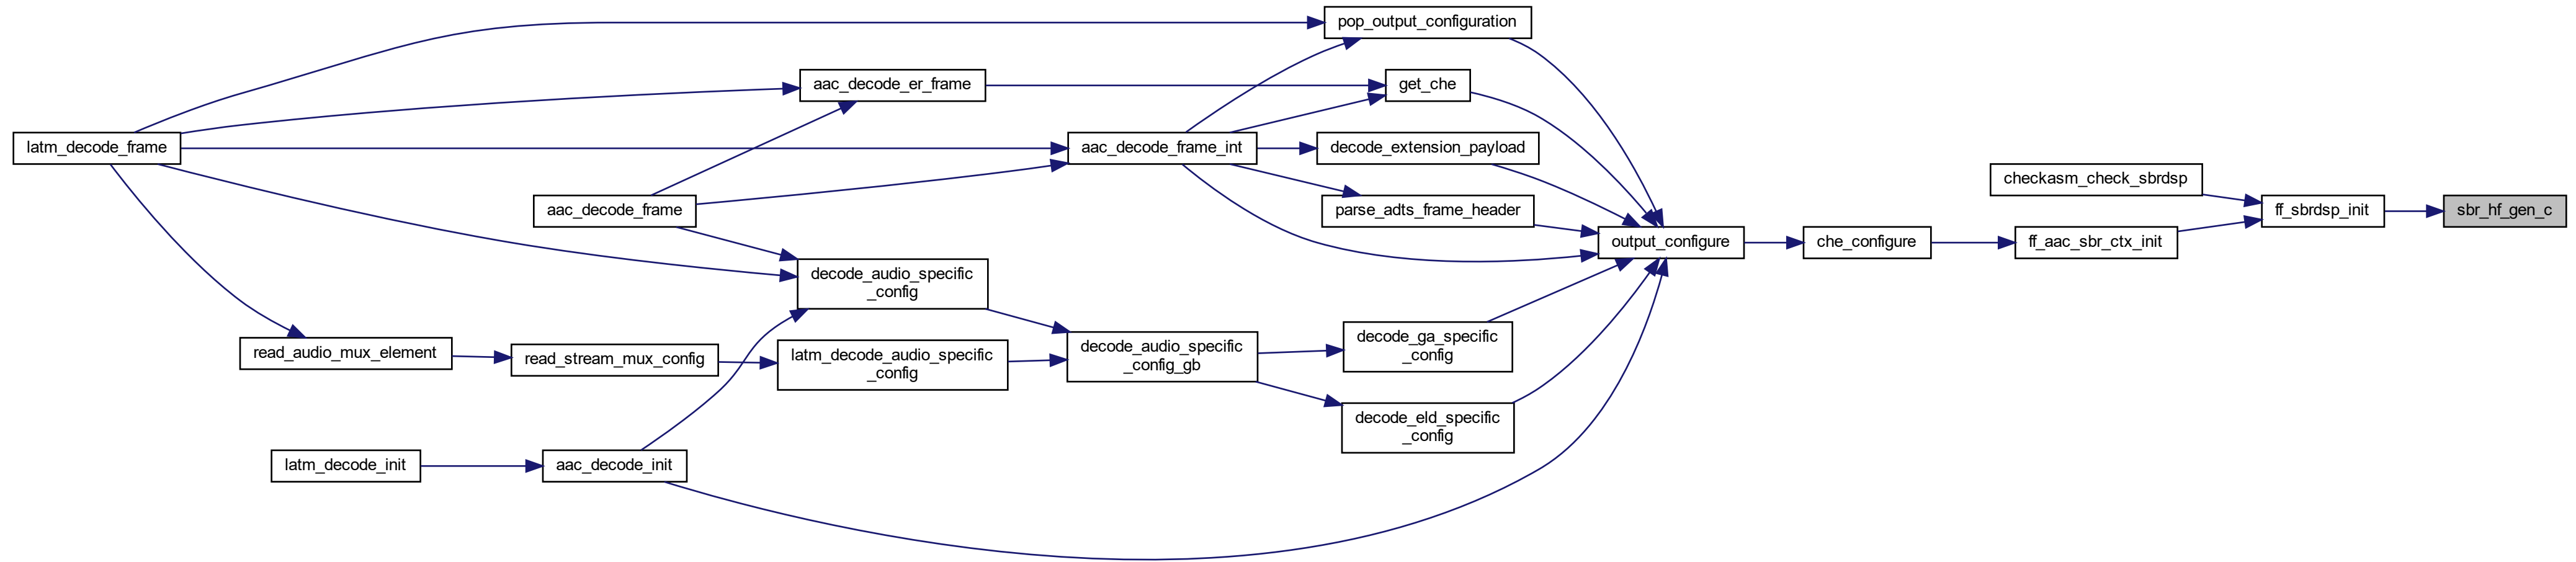 pop_output_configuration
aac_decode_er_frame
get_che
latm_decode_frame
aac_decode_frame_int
decode_extension_payload
checkasm_check_sbrdsp
aac_decode_frame
parse_adts_frame_header
ff_sbrdsp_init
sbr_hf_gen_c
output_configure
che_configure
ff_aac_sbr_ctx_init
decode_audio_specific
_config
read_audio_mux_element
read_stream_mux_config
latm_decode_audio_specific
_config
decode_audio_specific
_config_gb
decode_ga_specific
_config
decode_eld_specific
_config
latm_decode_init
aac_decode_init